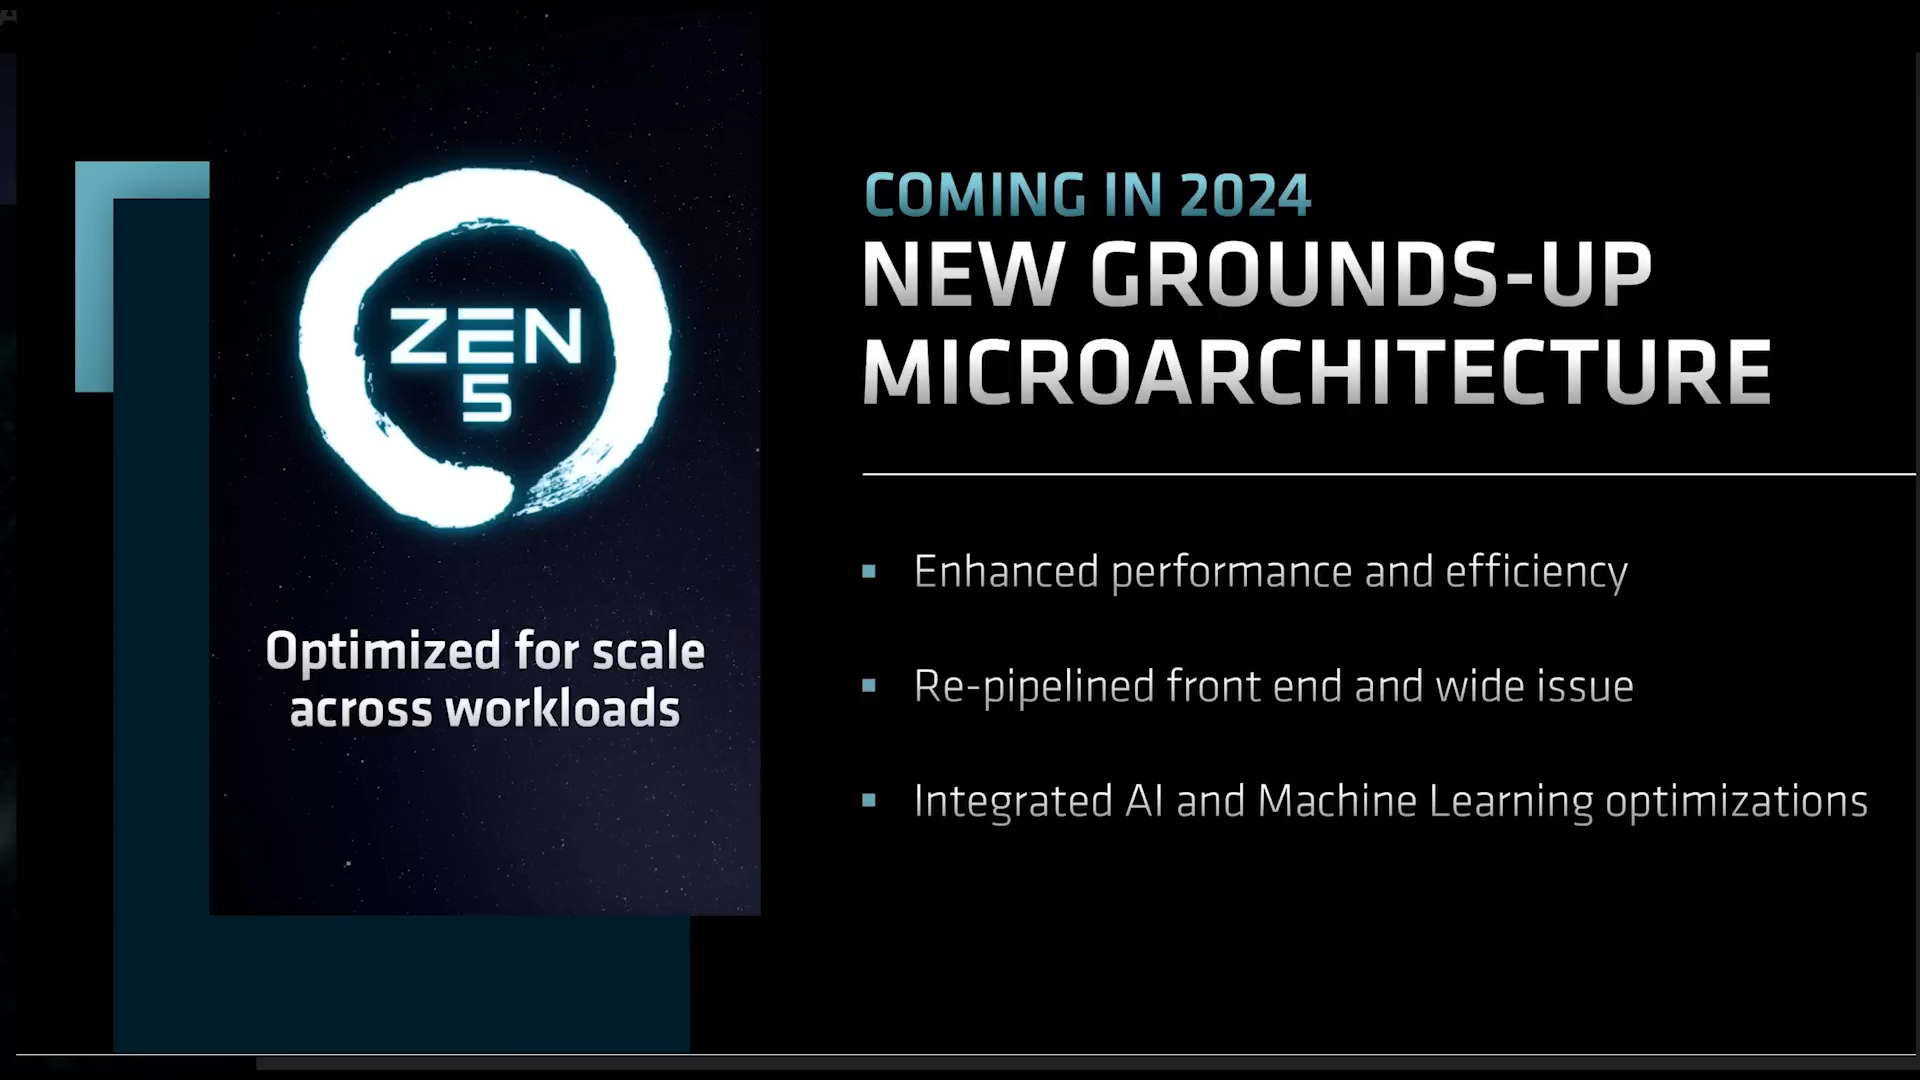 ZEN
5
Optimized for scale
across workloads
COMING IN 2024
NEW GROUNDS-UP
MICROARCHITECTURE
Enhanced performance and efficiency
Re-pipelined front end and wide issue
Integrated AI and Machine Learning optimizations